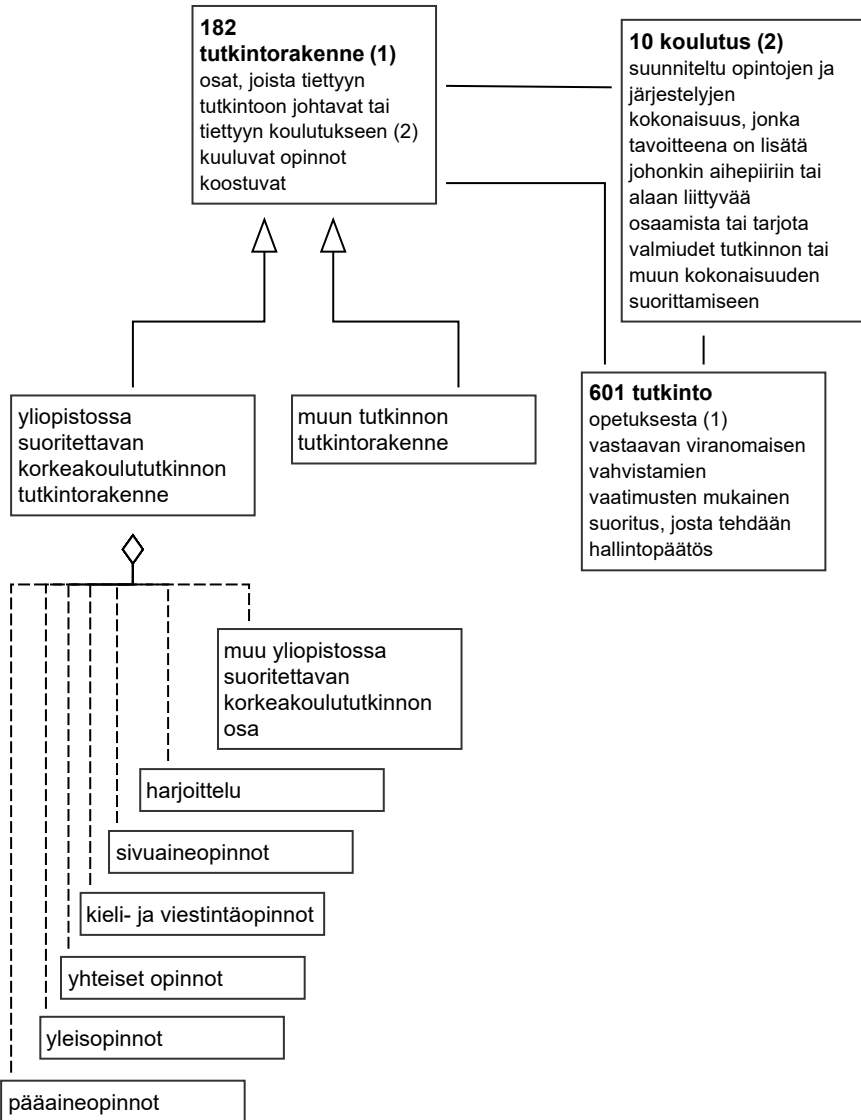 182
tutkintorakenne (1)
osat, joista tiettyyn
tutkintoon johtavat tai
tiettyyn koulutukseen (2)
kuuluvat opinnot
koostuvat
10 koulutus (2)
suunniteltu opintojen ja
järjestelyjen
kokonaisuus, jonka
tavoitteena on lisätä
johonkin aihepiiriin tai
alaan liittyvää
osaamista tai tarjota
valmiudet tutkinnon tai
muun kokonaisuuden
suorittamiseen
601 tutkinto
opetuksesta (1)
vastaavan viranomaisen
vahvistamien
vaatimusten mukainen
suoritus, josta tehdään
hallintopäätös
yliopistossa
suoritettavan
korkeakoulututkinnon
tutkintorakenne
muun tutkinnon
tutkintorakenne
muu yliopistossa
suoritettavan
korkeakoulututkinnon
osa
harjoittelu
sivuaineopinnot
kieli- ja viestintäopinnot
yhteiset opinnot
yleisopinnot
pääaineopinnot